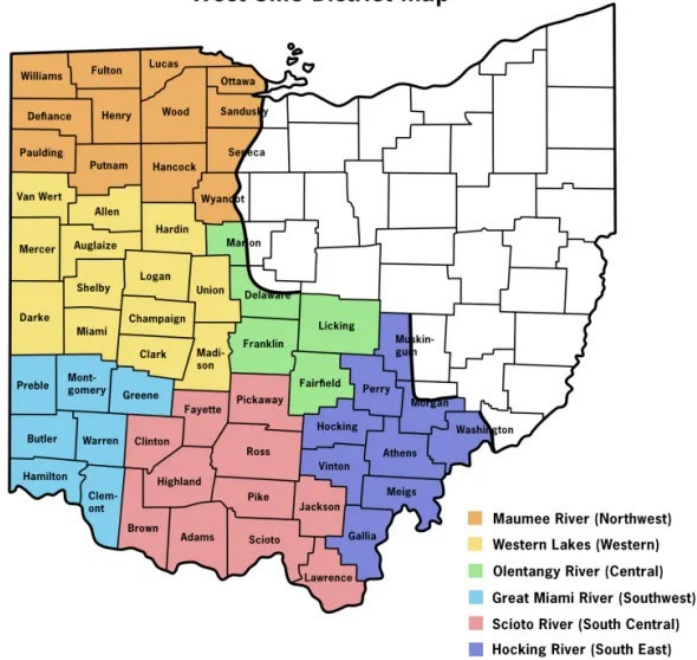 West Ohio District Map
Williams
Fulton
Lucas
Ottawa
Defiance
Henry
Wood
Sandusky
Paulding
Putnam
Hancock
Seneca
Van Wert
Allen
Wyandot
Hardin
Mercer
Auglaize
Marion
Shelby
Logan
Union
Delaware
Darke
Miami
Champaign
Clark
Madi-
son
Franklin
Licking
Muskin-
gum
Preble
Mont-
gomery
Greene
Fayette
Pickaway
Fairfield
Perry
Morgan
Butler
Warren
Clinton
Ross
Hocking
Athens
Washington
Hamilton
Clem-
ont
Highland
Pike
Vinton
Meigs
Brown
Adams
Scioto
Jackson
Gallia
Lawrence
Maumee River (Northwest)
Western Lakes (Western)
Olentangy River (Central)
Great Miami River (Southwest)
Scioto River (South Central)
Hocking River (South East)